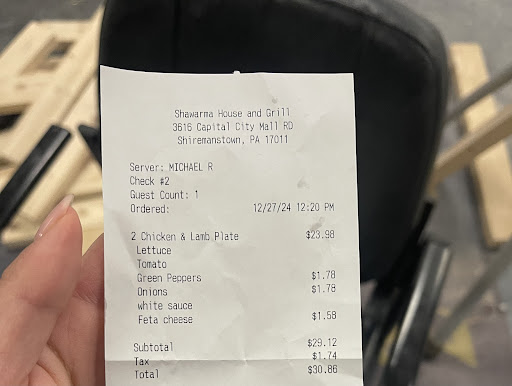 Shawarma House and Grill
3616 Capital City Mall RD
Shiremanstown, PA 17011
Server: MICHAEL R
Check #2
Guest Count: 1
Ordered: 12/27/24 12:20 PM
2 Chicken & Lamb Plate $23.98
Lettuce
Tomato
Green Peppers $1.78
Onions $1.78
white sauce
Feta cheese $1.58
Subtotal $29.12
Tax $1.74
Total $30.86